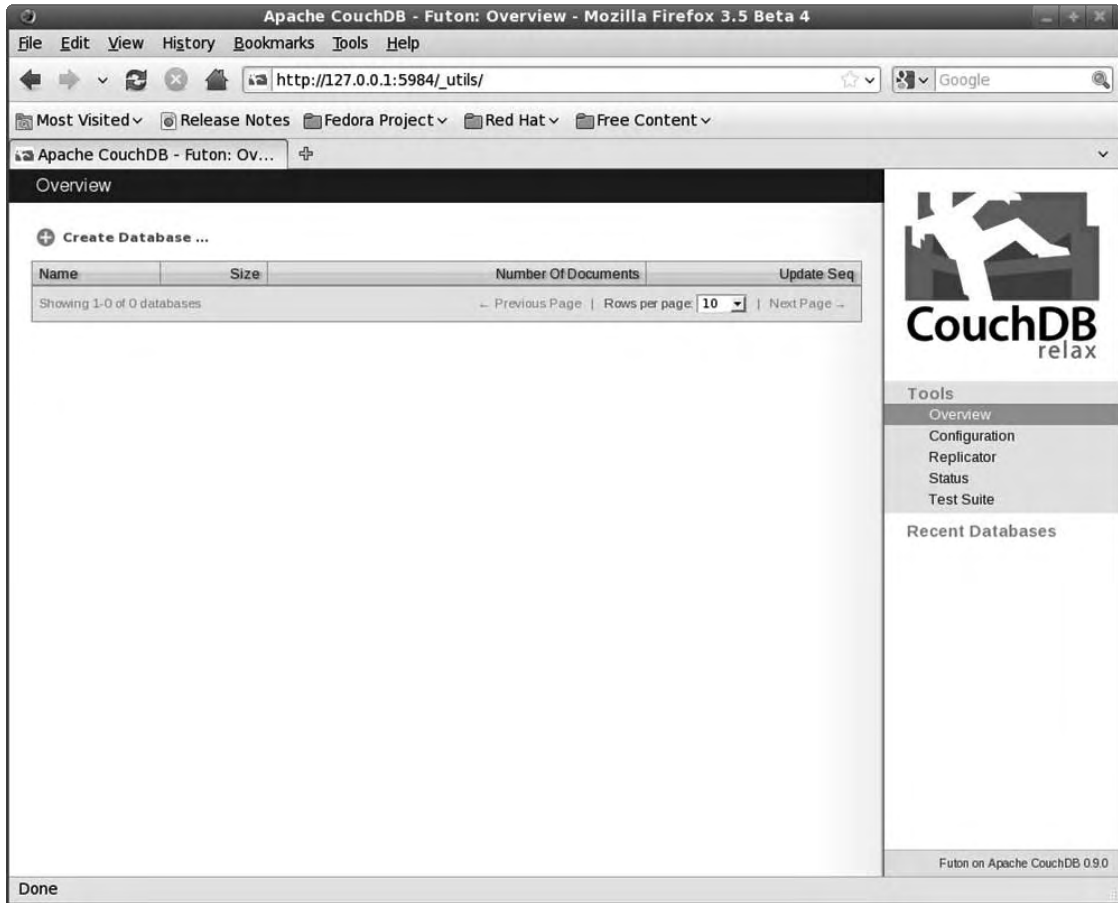 Apache CouchDB - Futon: Overview - Mozilla Firefox 3.5 Beta 4
File Edit View History Bookmarks Tools Help
http://127.0.0.1:5984/_utils/
Google
Most Visited Release Notes Fedora Project Red Hat Free Content
Apache CouchDB - Futon: Ov...
Overview
Create Database ...
Name Size Number Of Documents Update Seq
Showing 1-0 of 0 databases ← Previous Page | Rows per page: 10 | Next Page →
CouchDB
relax
Tools
Overview
Configuration
Replicator
Status
Test Suite
Recent Databases
Futon on Apache CouchDB 0.9.0
Done